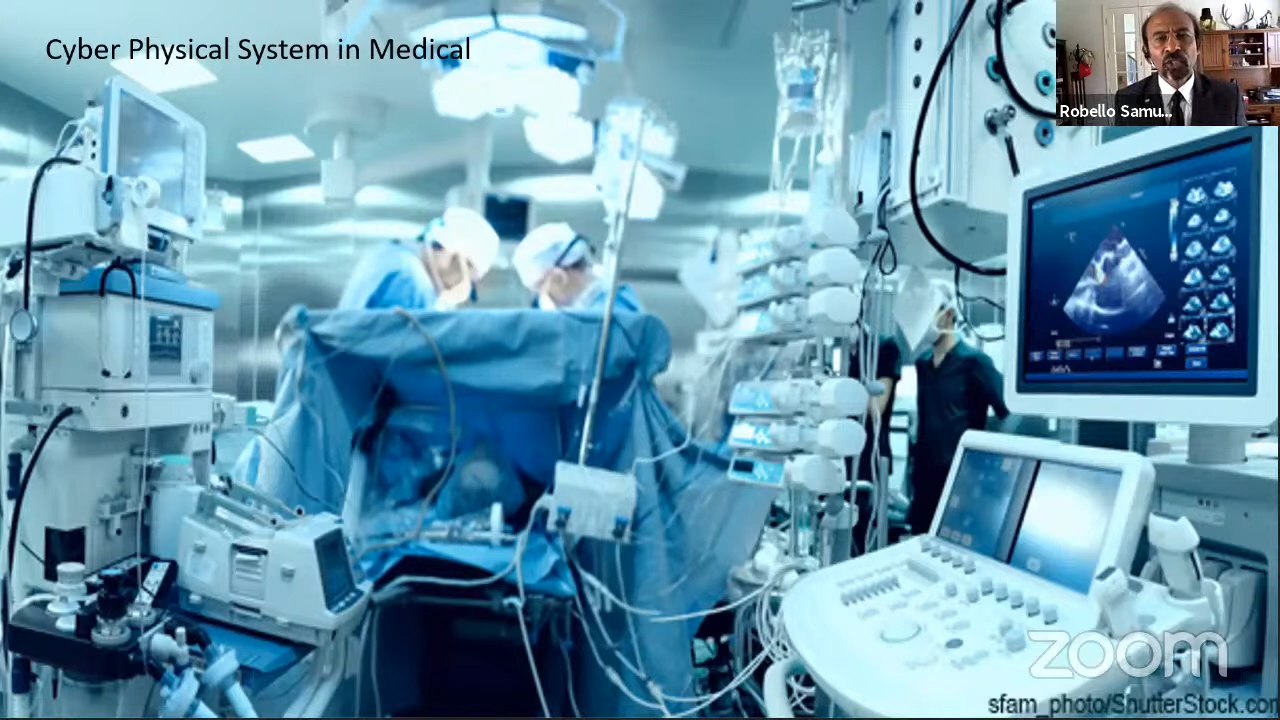 Cyber Physical System in Medical
Robello Samu...
zoom
sfam_photo/ShutterStock.com